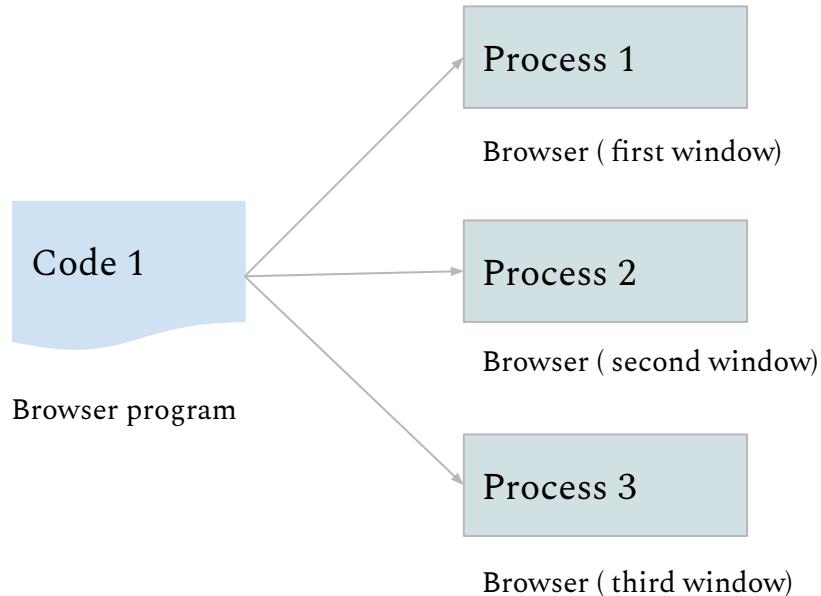 Process 1
Browser ( first window)
Code 1
Browser program
Process 2
Browser ( second window)
Process 3
Browser ( third window)